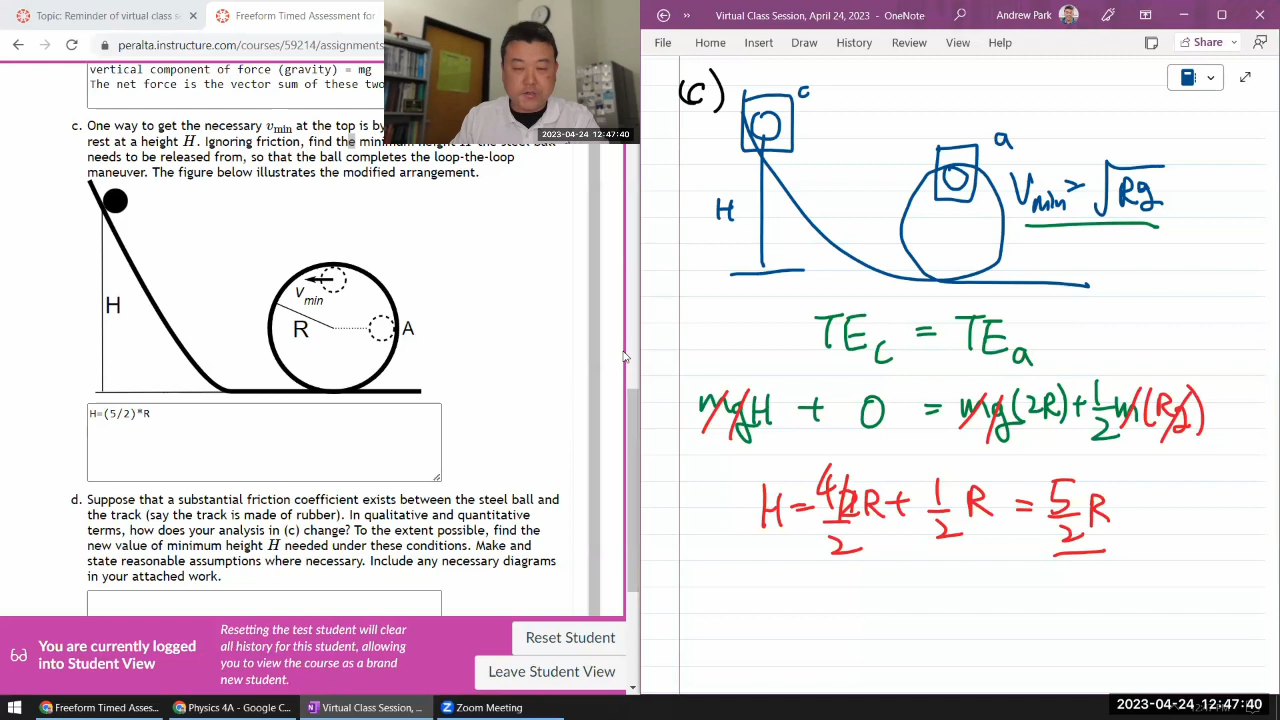 Topic: Reminder of virtual class s
Freeform Timed Assessment for
peralta.instructure.com/courses/59214/assignments
vertical component of force (gravity) = mg
The net force is the vector sum of these two
c. One way to get the necessary vmin at the top is by
rest at a height H. Ignoring friction, find the minimum height H the steel ball
needs to be released from, so that the ball completes the loop-the-loop
maneuver. The figure below illustrates the modified arrangement.
H
Vmin
R
A
H=(5/2)*R
d. Suppose that a substantial friction coefficient exists between the steel ball and
the track (say the track is made of rubber). In qualitative and quantitative
terms, how does your analysis in (c) change? To the extent possible, find the
new value of minimum height H needed under these conditions. Make and
state reasonable assumptions where necessary. Include any necessary diagrams
in your attached work.
You are currently logged
into Student View
Resetting the test student will clear
all history for this student, allowing
you to view the course as a brand
new student.
Reset Student
Leave Student View
2023-04-24 12:47:40
Virtual Class Session, April 24, 2023 - OneNote
Andrew Park
File Home Insert Draw History Review View Help
Share
(c)
c
a
H
Vmin > √Rg
TEc = TEa
mgH + 0 = mg(2R) + 1/2 m(Rg)
H = 4/2 R + 1/2 R = 5/2 R
Freeform Timed Asses...
Physics 4A - Google C...
Virtual Class Session, ...
Zoom Meeting
2023-04-24 12:47:40